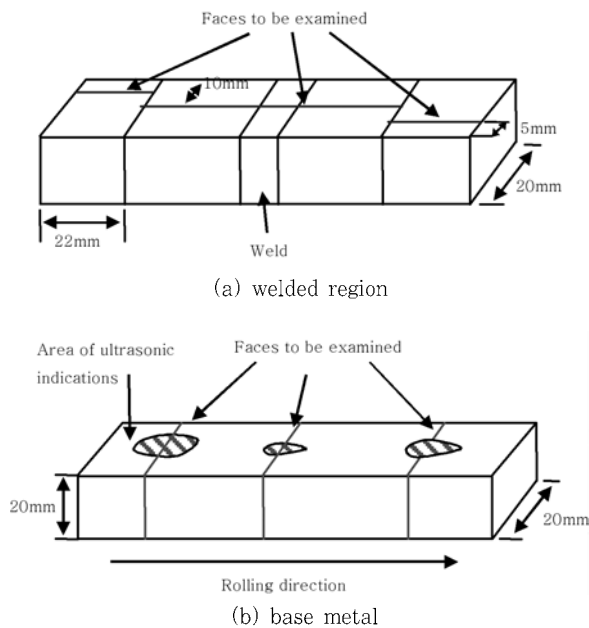 Faces to be examined
10mm
5mm
20mm
22mm
Weld
(a) welded region
Area of ultrasonic
indications
Faces to be examined
20mm
20mm
Rolling direction
(b) base metal